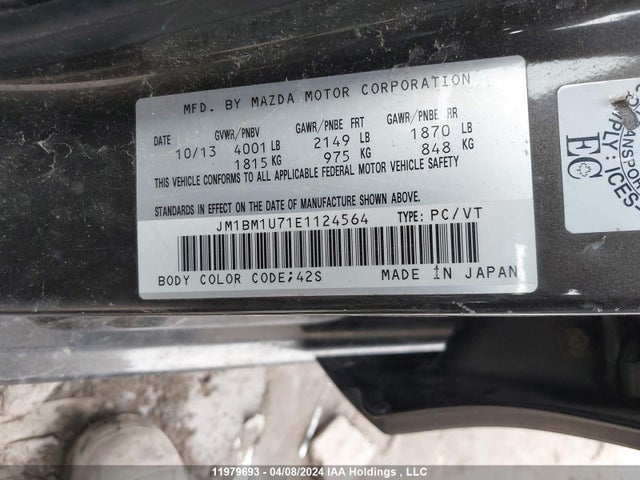 MFD. BY MAZDA MOTOR CORPORATION
DATE GVWR/PNBV GAWR/PNBE FRT GAWR/PNBE RR
10/13 4001 LB 2149 LB 1870 LB
1815 KG 975 KG 848 KG
THIS VEHICLE CONFORMS TO ALL APPLICABLE FEDERAL MOTOR VEHICLE SAFETY
STANDARDS IN EFFECT ON THE DATE OF MANUFACTURE SHOWN ABOVE.
JM1BM1U71E1124564 TYPE: PC/VT
BODY COLOR CODE;42S MADE IN JAPAN
EC
11979693 - 04/08/2024 IAA Holdings , LLC